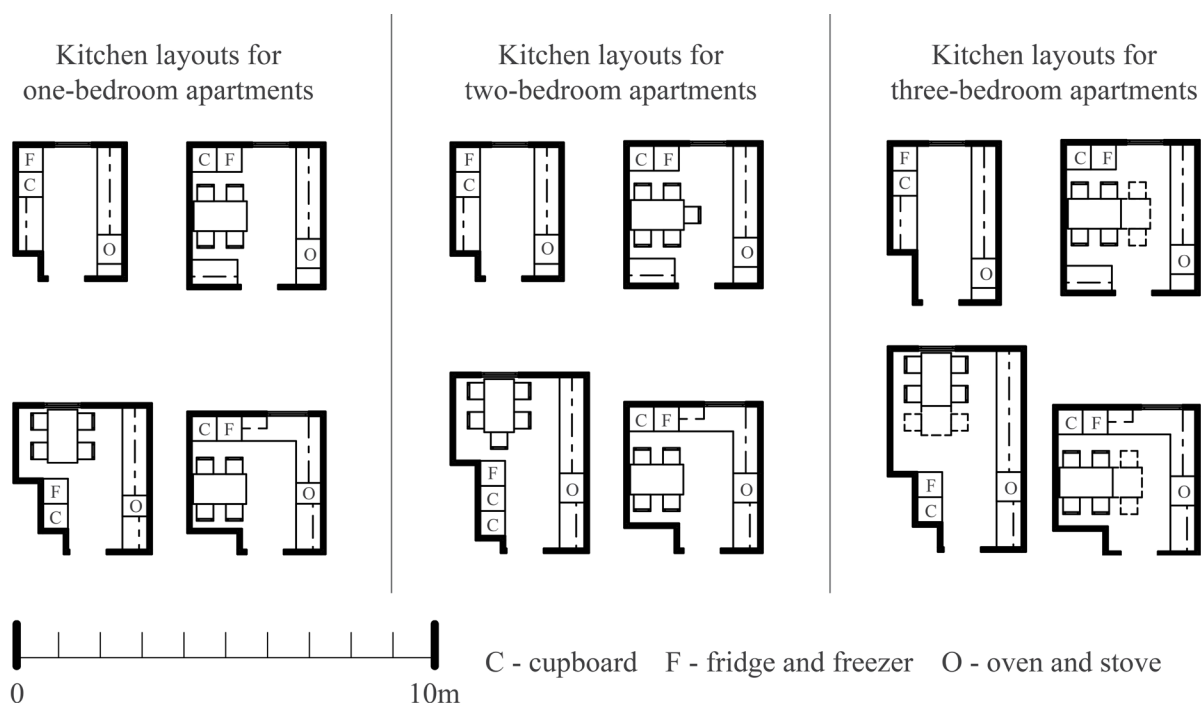 Kitchen layouts for
one-bedroom apartments
Kitchen layouts for
two-bedroom apartments
Kitchen layouts for
three-bedroom apartments
F
C
O
C F
O
F
C
O
C F
O
F
C
O
C F
O
F
C
O
C F
O
F
C
C
O
C F
O
F
C
O
C F
O
0
10m
C - cupboard F - fridge and freezer O - oven and stove